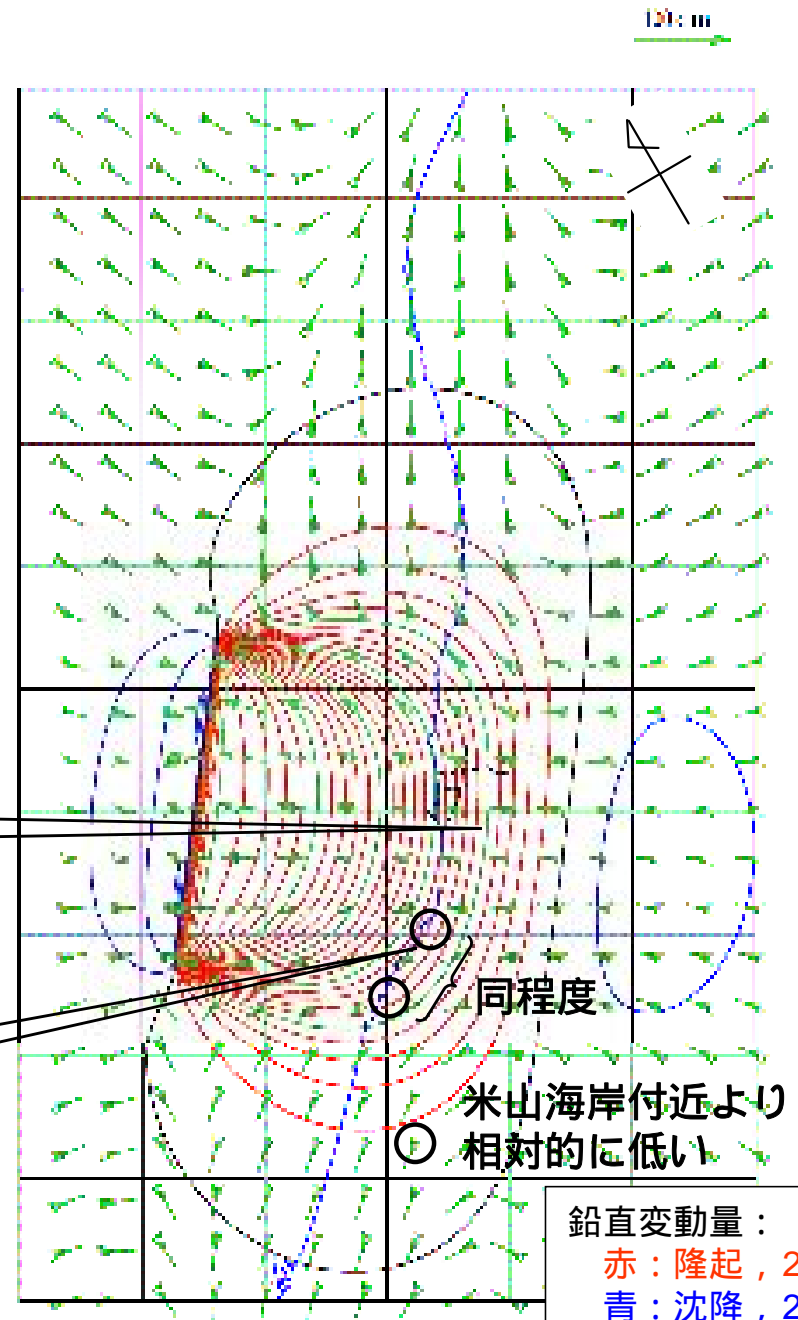 同程度
米山海岸付近より
相対的に低い
鉛直変動量：
赤：隆起，2
青：沈降，2